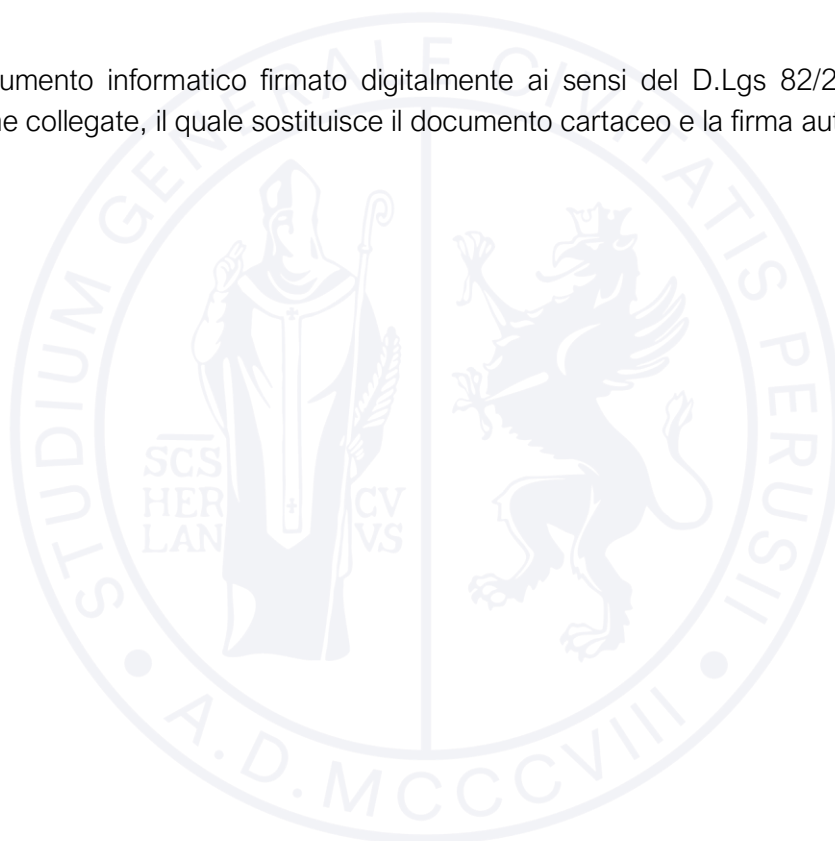 umento informatico firmato digitalmente ai sensi del D.Lgs 82/2
ne collegate, il quale sostituisce il documento cartaceo e la firma aut
STUDIUM GENERALE CIVITATIS PERUSII
SCS
HER
LAN
CV
VS
A.D. MCCCVIII